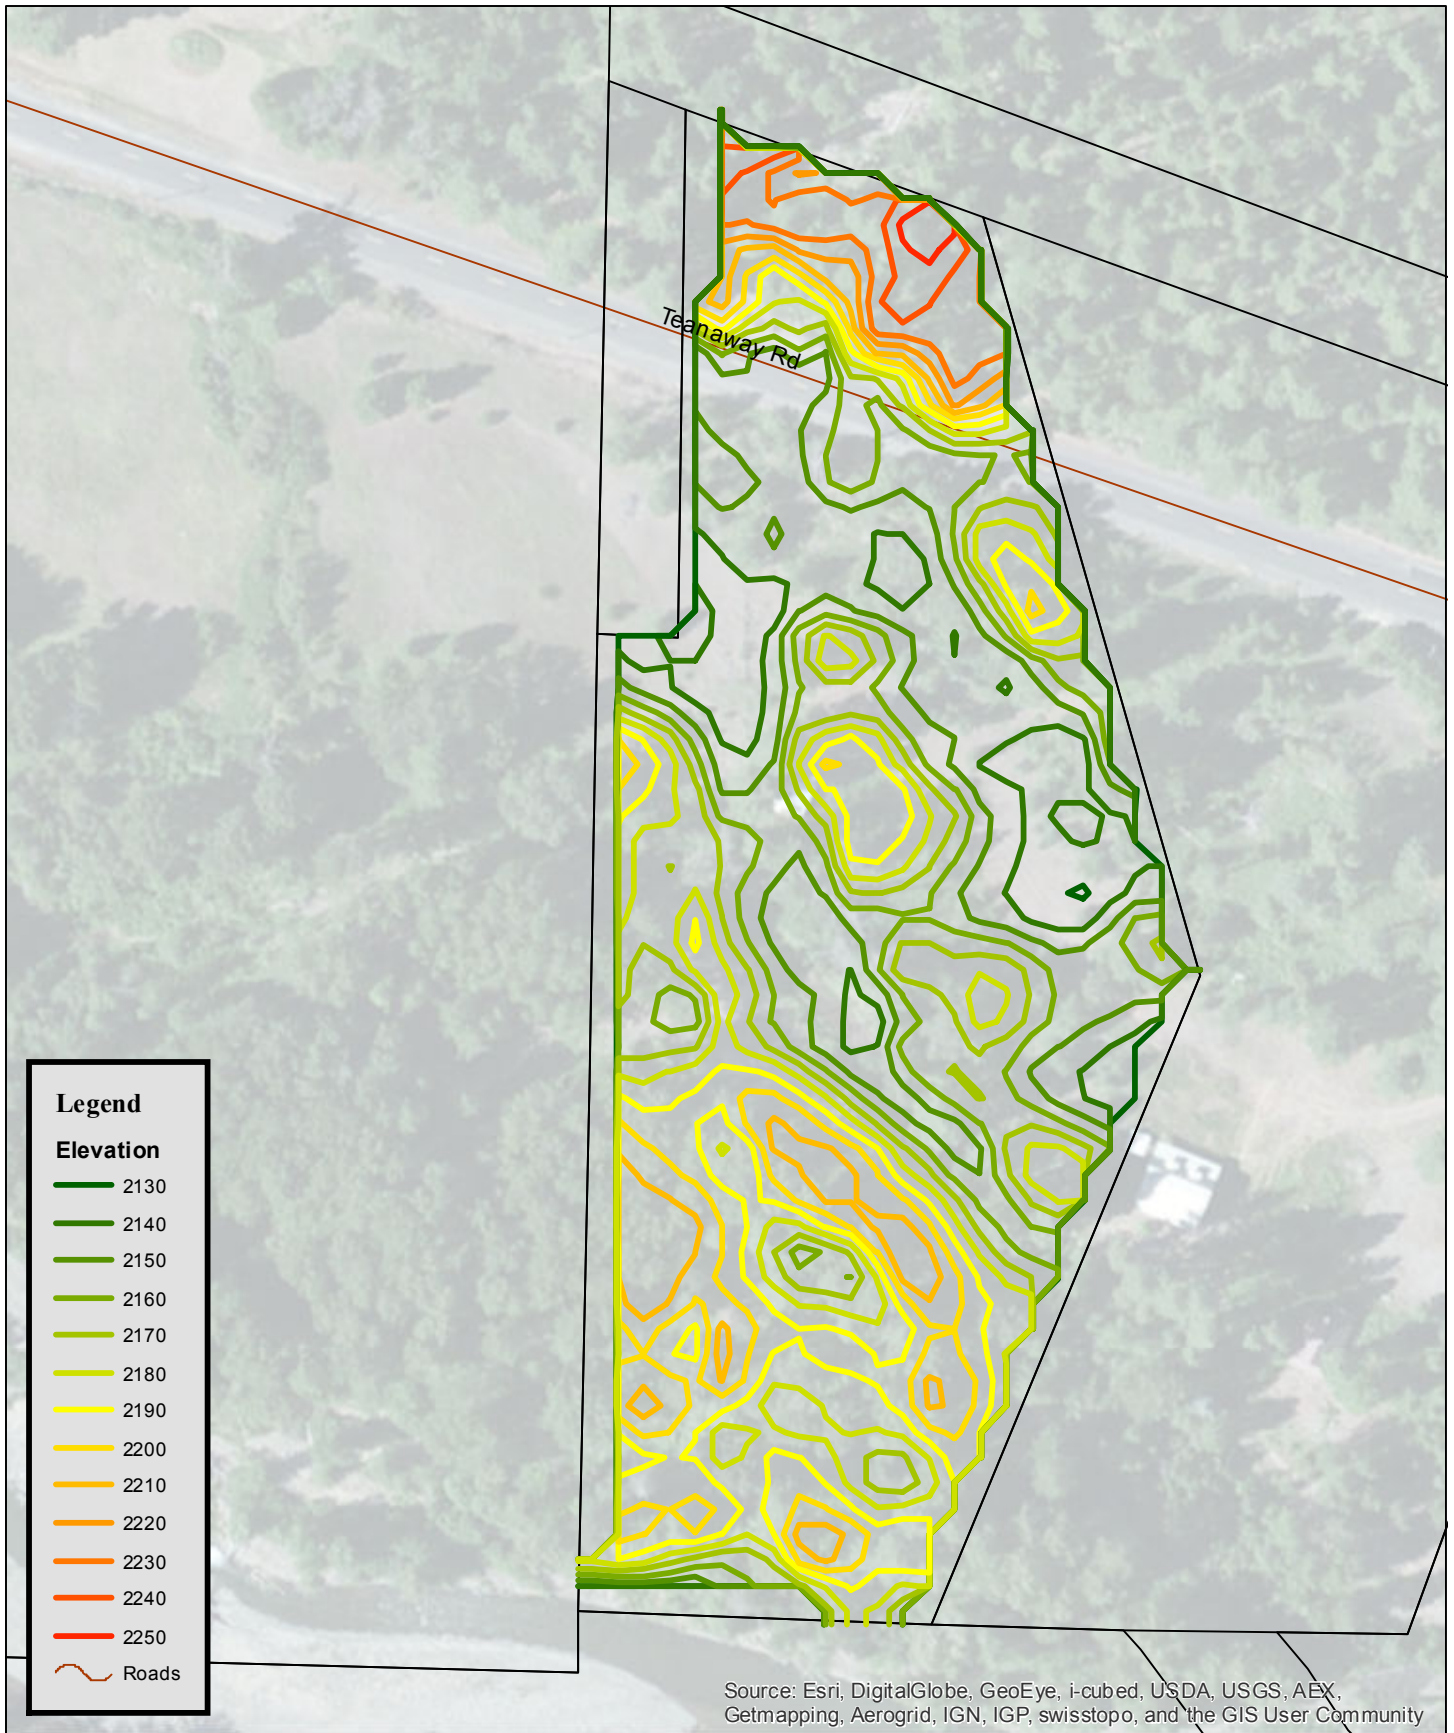 Teanaway Rd
Legend
Elevation
2130
2140
2150
2160
2170
2180
2190
2200
2210
2220
2230
2240
2250
Roads
Source: Esri, DigitalGlobe, GeoEye, i-cubed, USDA, USGS, AEX,
Getmapping, Aerogrid, IGN, IGP, swisstopo, and the GIS User Community